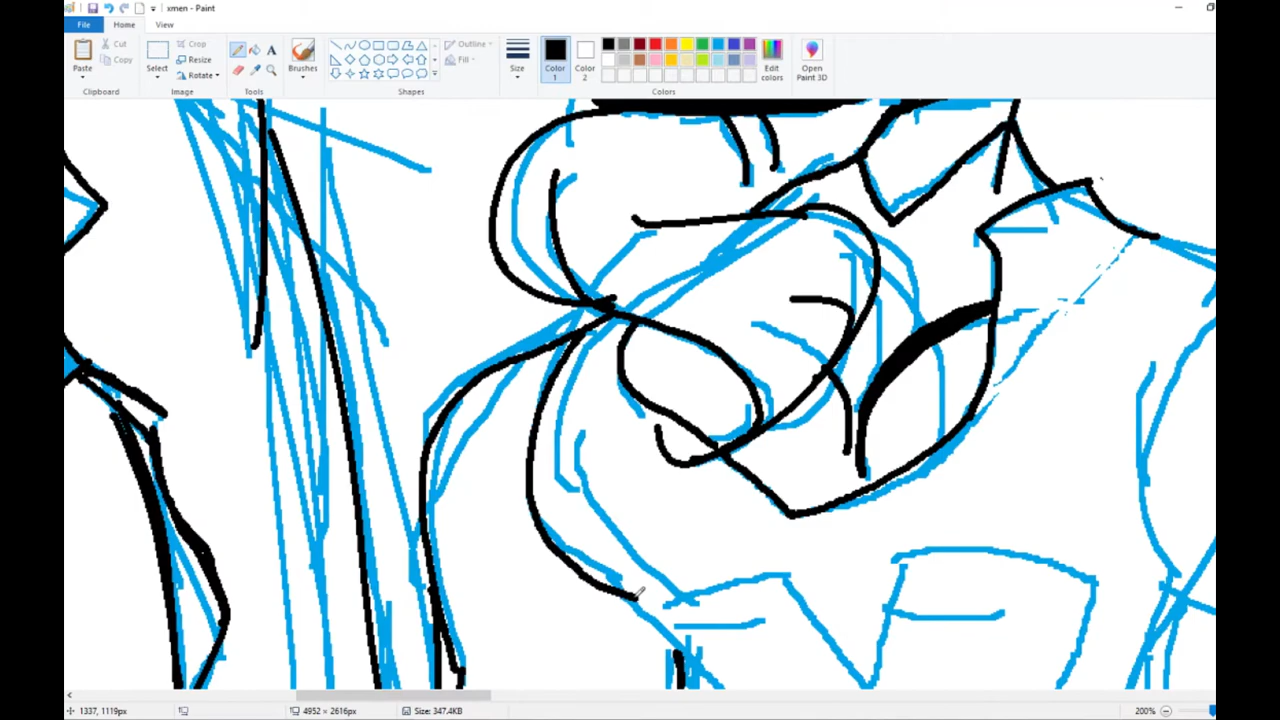 xmen - Paint
File Home View
Paste
Cut
Copy
Clipboard
Select
Crop
Resize
Rotate
Image
A
Tools
Brushes
Shapes
Outline
Fill
Size
Color 1
Color 2
Colors
Edit colors
Open Paint 3D
1337, 1119px
4952 × 2616px
Size: 347.4KB
200%